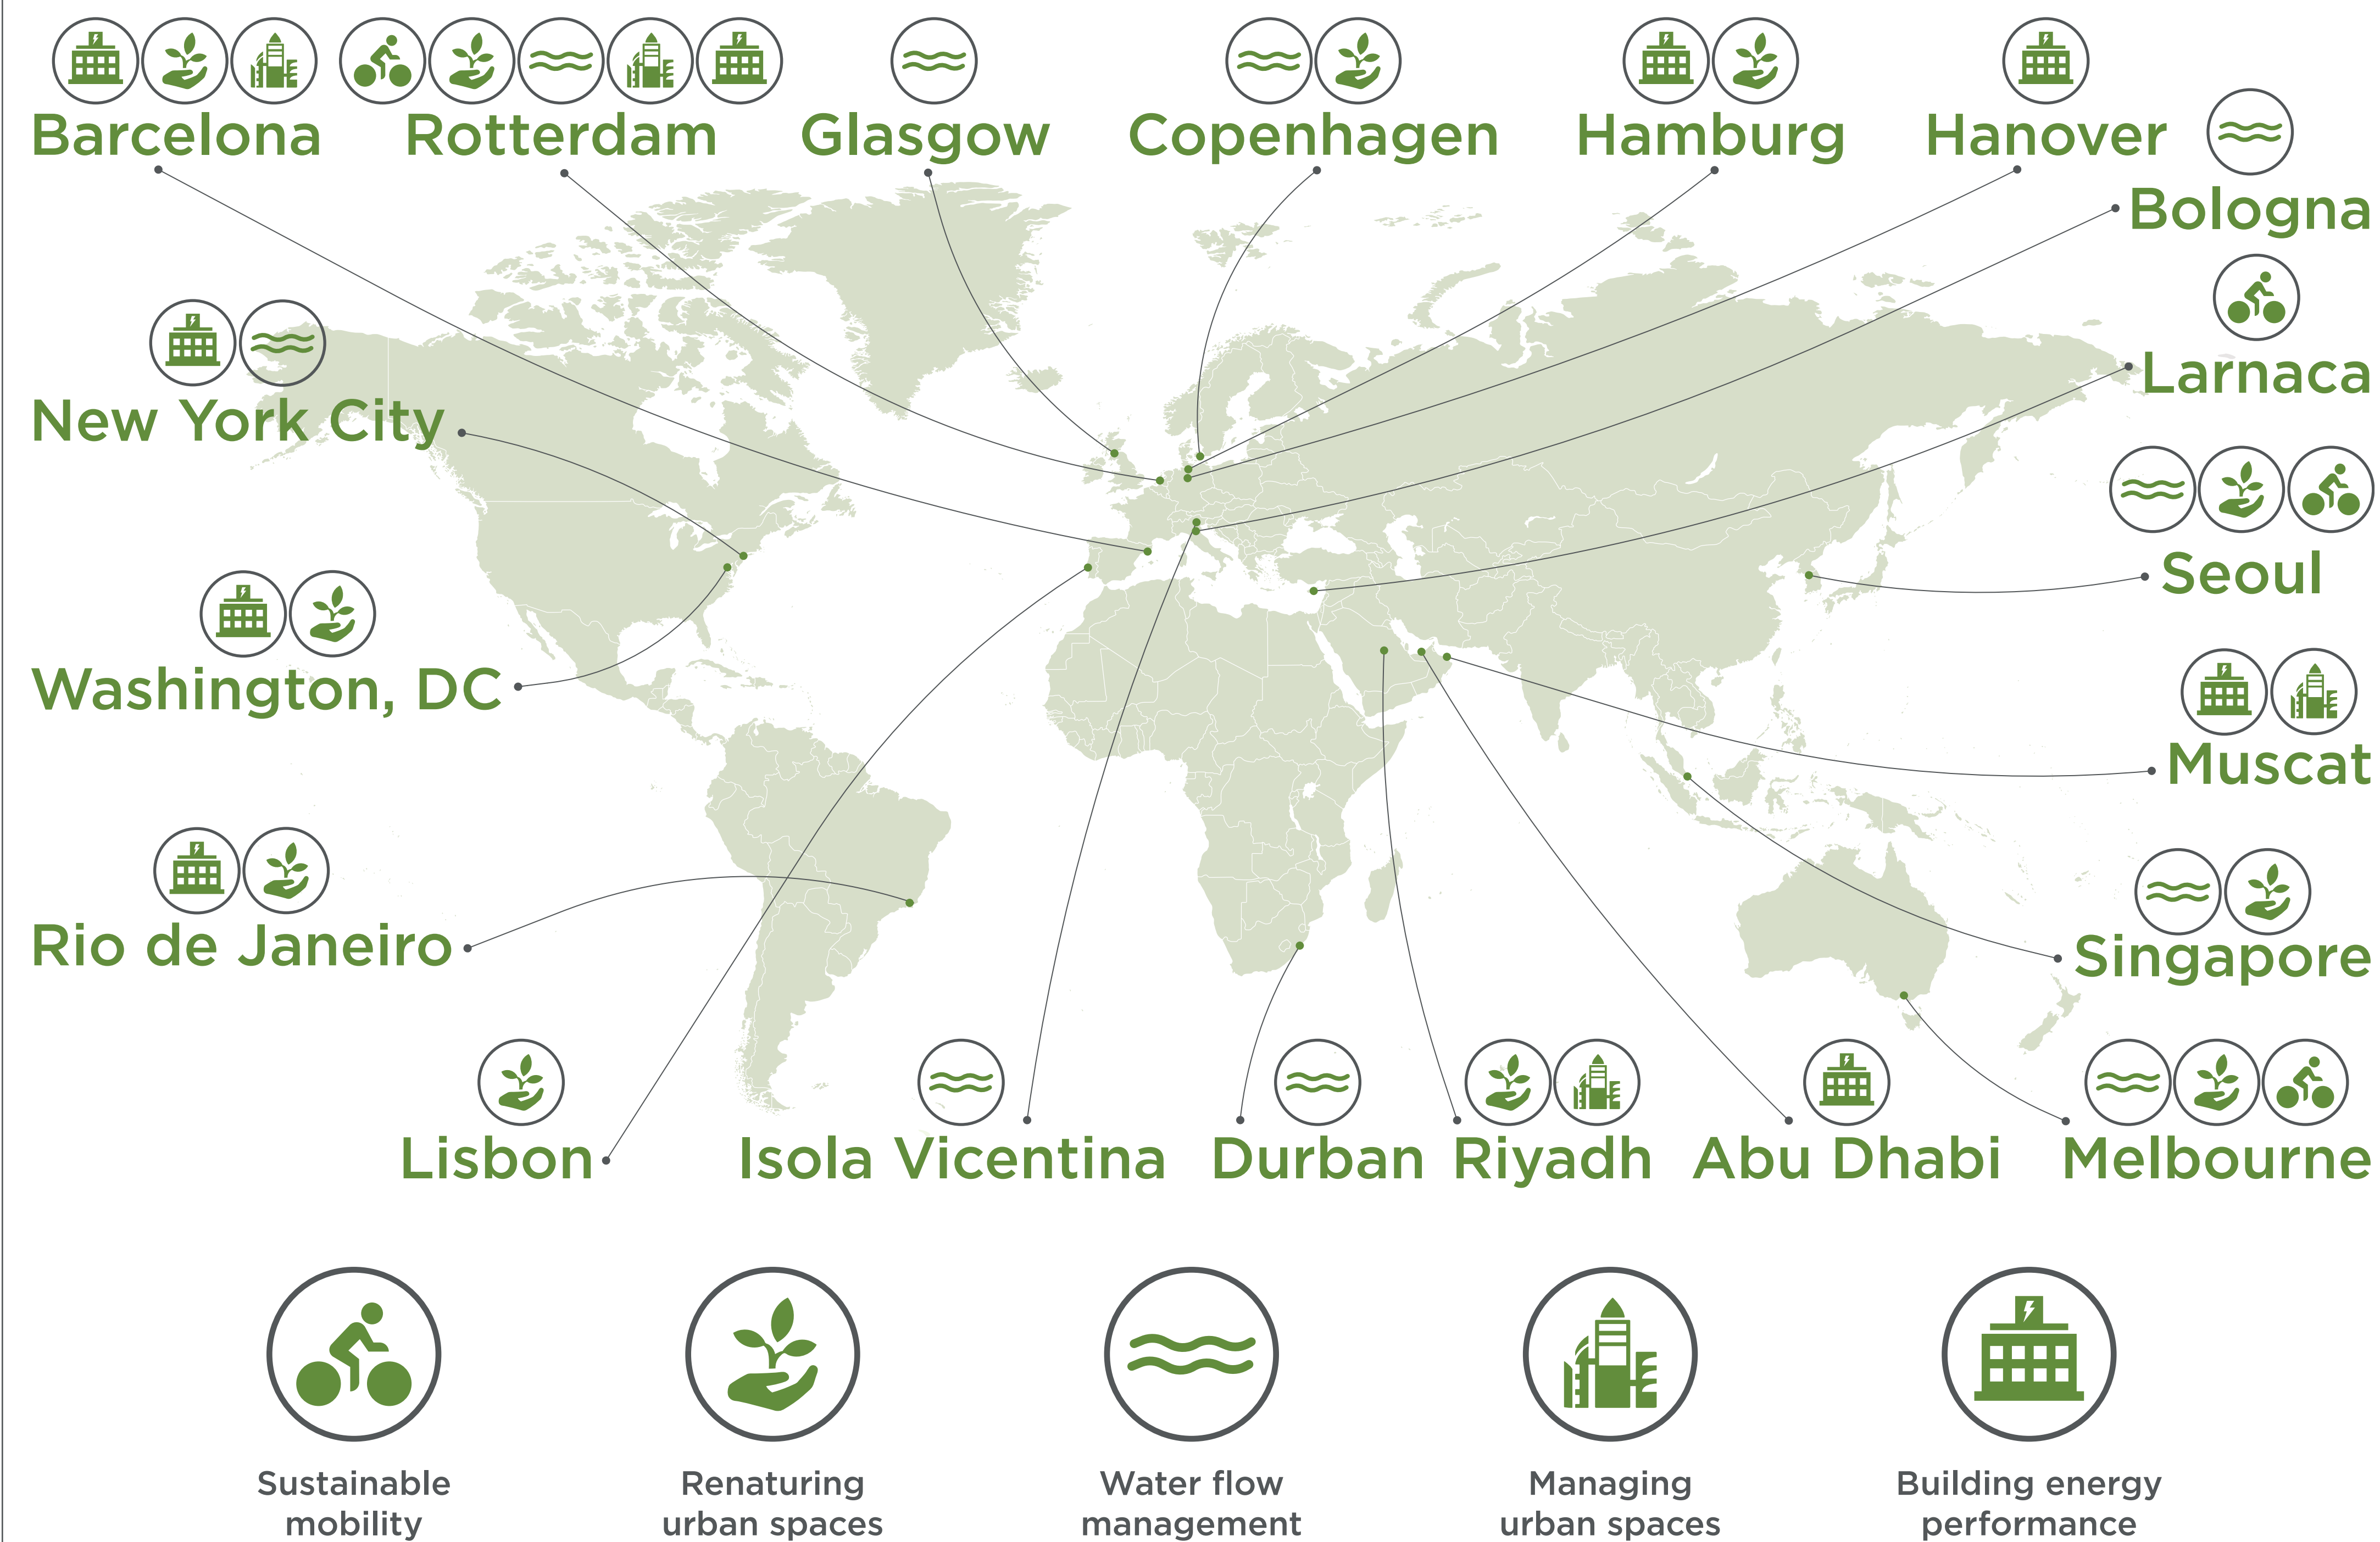 Barcelona
Rotterdam
Glasgow
Copenhagen
Hamburg
Hanover
Bologna
Larnaca
New York City
Seoul
Washington, DC
Muscat
Rio de Janeiro
Singapore
Lisbon
Isola Vicentina
Durban
Riyadh
Abu Dhabi
Melbourne
Sustainable
mobility
Renaturing
urban spaces
Water flow
management
Managing
urban spaces
Building energy
performance